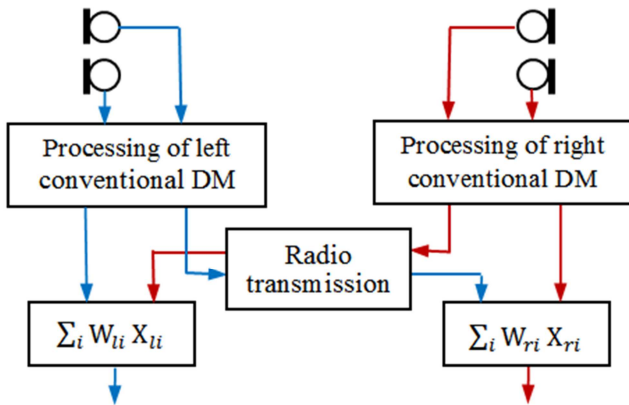 Processing of left
conventional DM
Processing of right
conventional DM
Radio
transmission
∑ᵢ Wₗᵢ Xₗᵢ
∑ᵢ Wᵣᵢ Xᵣᵢ